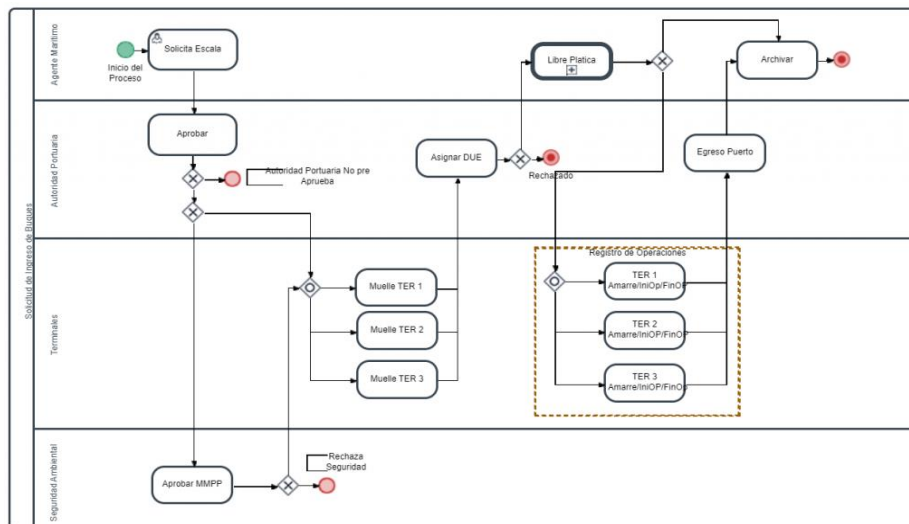 Solicitud de Ingreso de Buques
Agente Marítimo
Inicio del
Proceso
Solicita Escala
Libre Platica
Archivar
Autoridad Portuaria
Aprobar
Autoridad Portuaria No pre
Aprueba
Asignar DUE
Rechazado
Egreso Puerto
Terminales
Muelle TER 1
Muelle TER 2
Muelle TER 3
Registro de Operaciones
TER 1
Amarre/IniOp/FinOP
TER 2
Amarre/IniOP/FinOp
TER 3
Amarre/IniOP/FinOp
Seguridad Ambiental
Aprobar MMPP
Rechaza
Seguridad